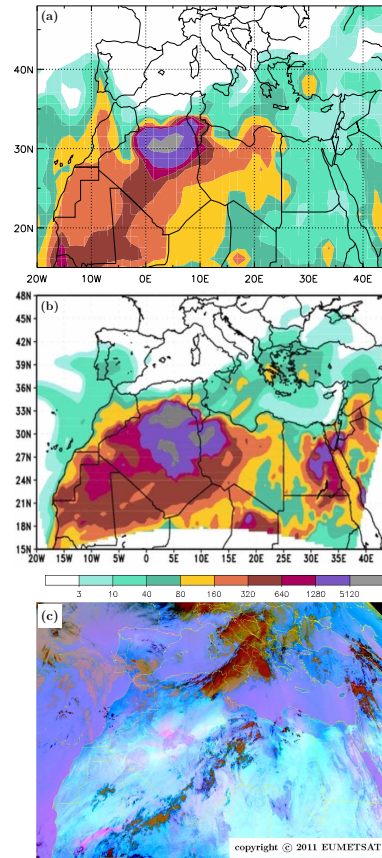 (a)
40N
30N
20N
20W 10W 0E 10E 20E 30E 40E
(b)
48N
45N
42N
39N
36N
33N
30N
27N
24N
21N
18N
15N
20W 15W 10W 5W 0 5E 10E 15E 20E 25E 30E 35E 40E
3 10 40 80 160 320 640 1280 5120
(c)
copyright © 2011 EUMETSAT